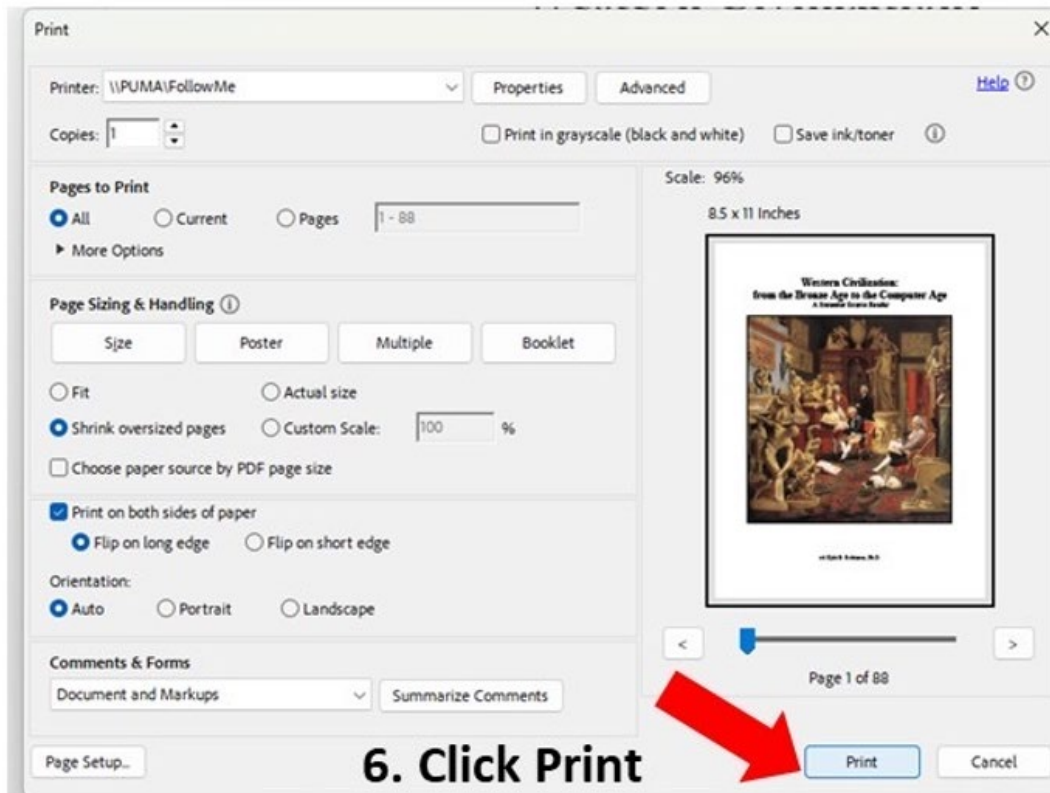 Print
Printer: \\PUMA\FollowMe Properties Advanced Help
Copies: 1 Print in grayscale (black and white) Save ink/toner
Pages to Print
All Current Pages 1 - 88
More Options
Page Sizing & Handling
Size Poster Multiple Booklet
Fit Actual size
Shrink oversized pages Custom Scale: 100 %
Choose paper source by PDF page size
Print on both sides of paper
Flip on long edge Flip on short edge
Orientation:
Auto Portrait Landscape
Comments & Forms
Document and Markups Summarize Comments
Page Setup...
Scale: 96%
8.5 x 11 Inches
Western Civilization:
from the Bronze Age to the Computer Age
< >
Page 1 of 88
6. Click Print
Print Cancel